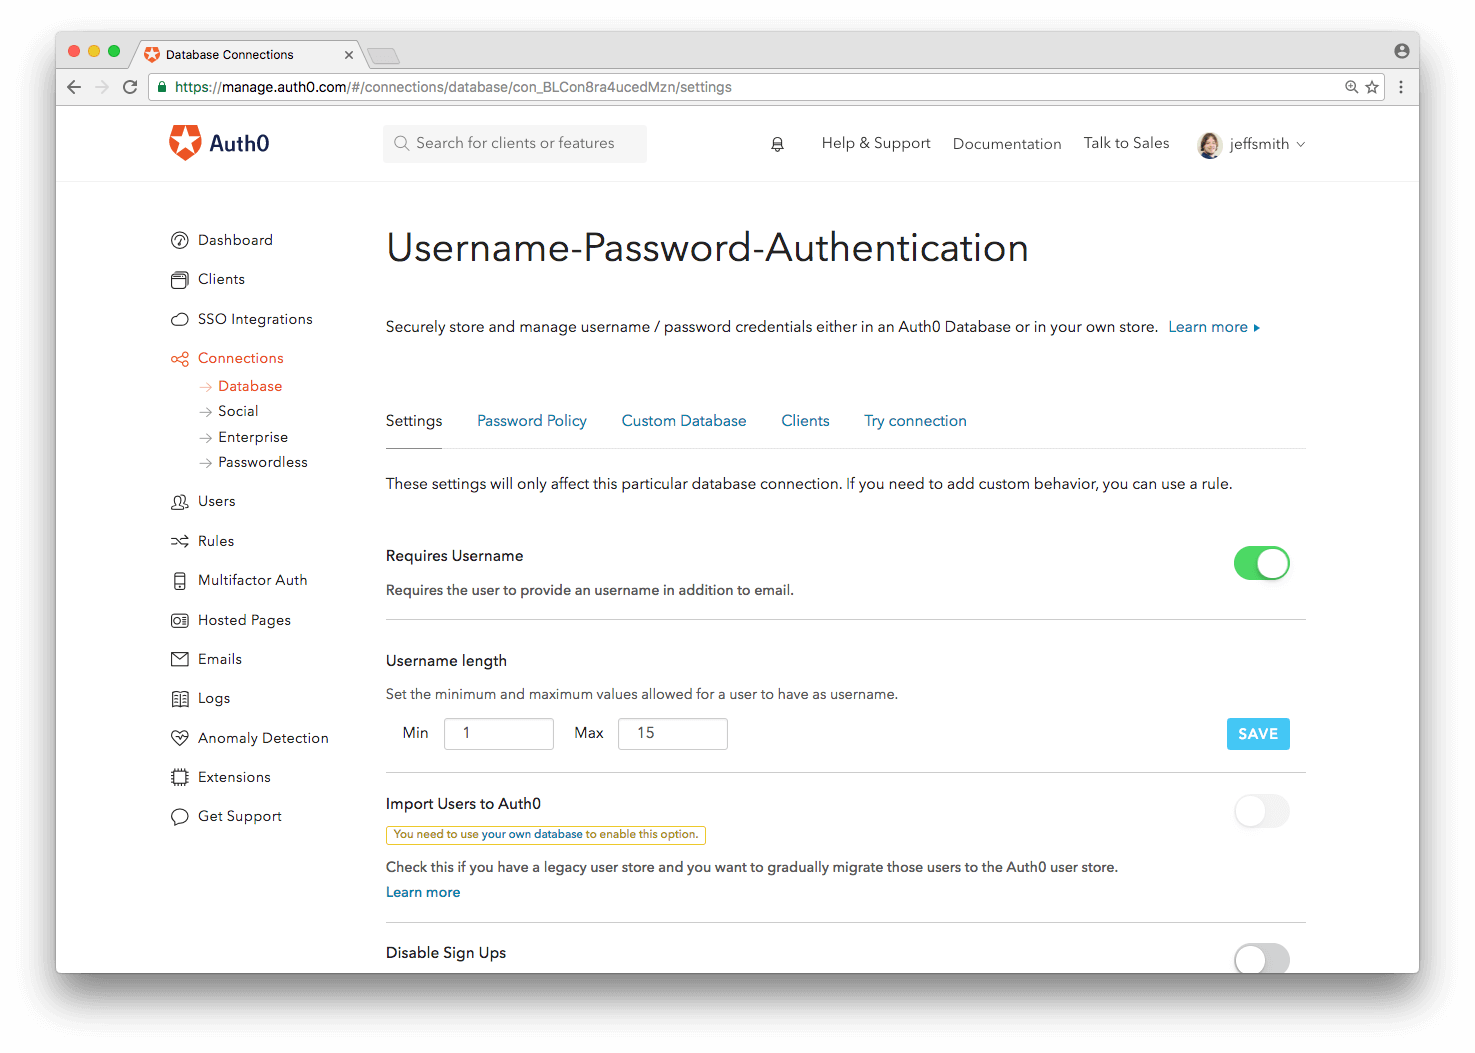 Database Connections
https://manage.auth0.com/#/connections/database/con_BLCon8ra4ucedMzn/settings
Auth0
Search for clients or features
Help & Support
Documentation
Talk to Sales
jeffsmith
Dashboard
Clients
SSO Integrations
Connections
Database
Social
Enterprise
Passwordless
Users
Rules
Multifactor Auth
Hosted Pages
Emails
Logs
Anomaly Detection
Extensions
Get Support
Username-Password-Authentication
Securely store and manage username / password credentials either in an Auth0 Database or in your own store. Learn more
Settings
Password Policy
Custom Database
Clients
Try connection
These settings will only affect this particular database connection. If you need to add custom behavior, you can use a rule.
Requires Username
Requires the user to provide an username in addition to email.
Username length
Set the minimum and maximum values allowed for a user to have as username.
Min 1 Max 15
SAVE
Import Users to Auth0
You need to use your own database to enable this option.
Check this if you have a legacy user store and you want to gradually migrate those users to the Auth0 user store.
Learn more
Disable Sign Ups